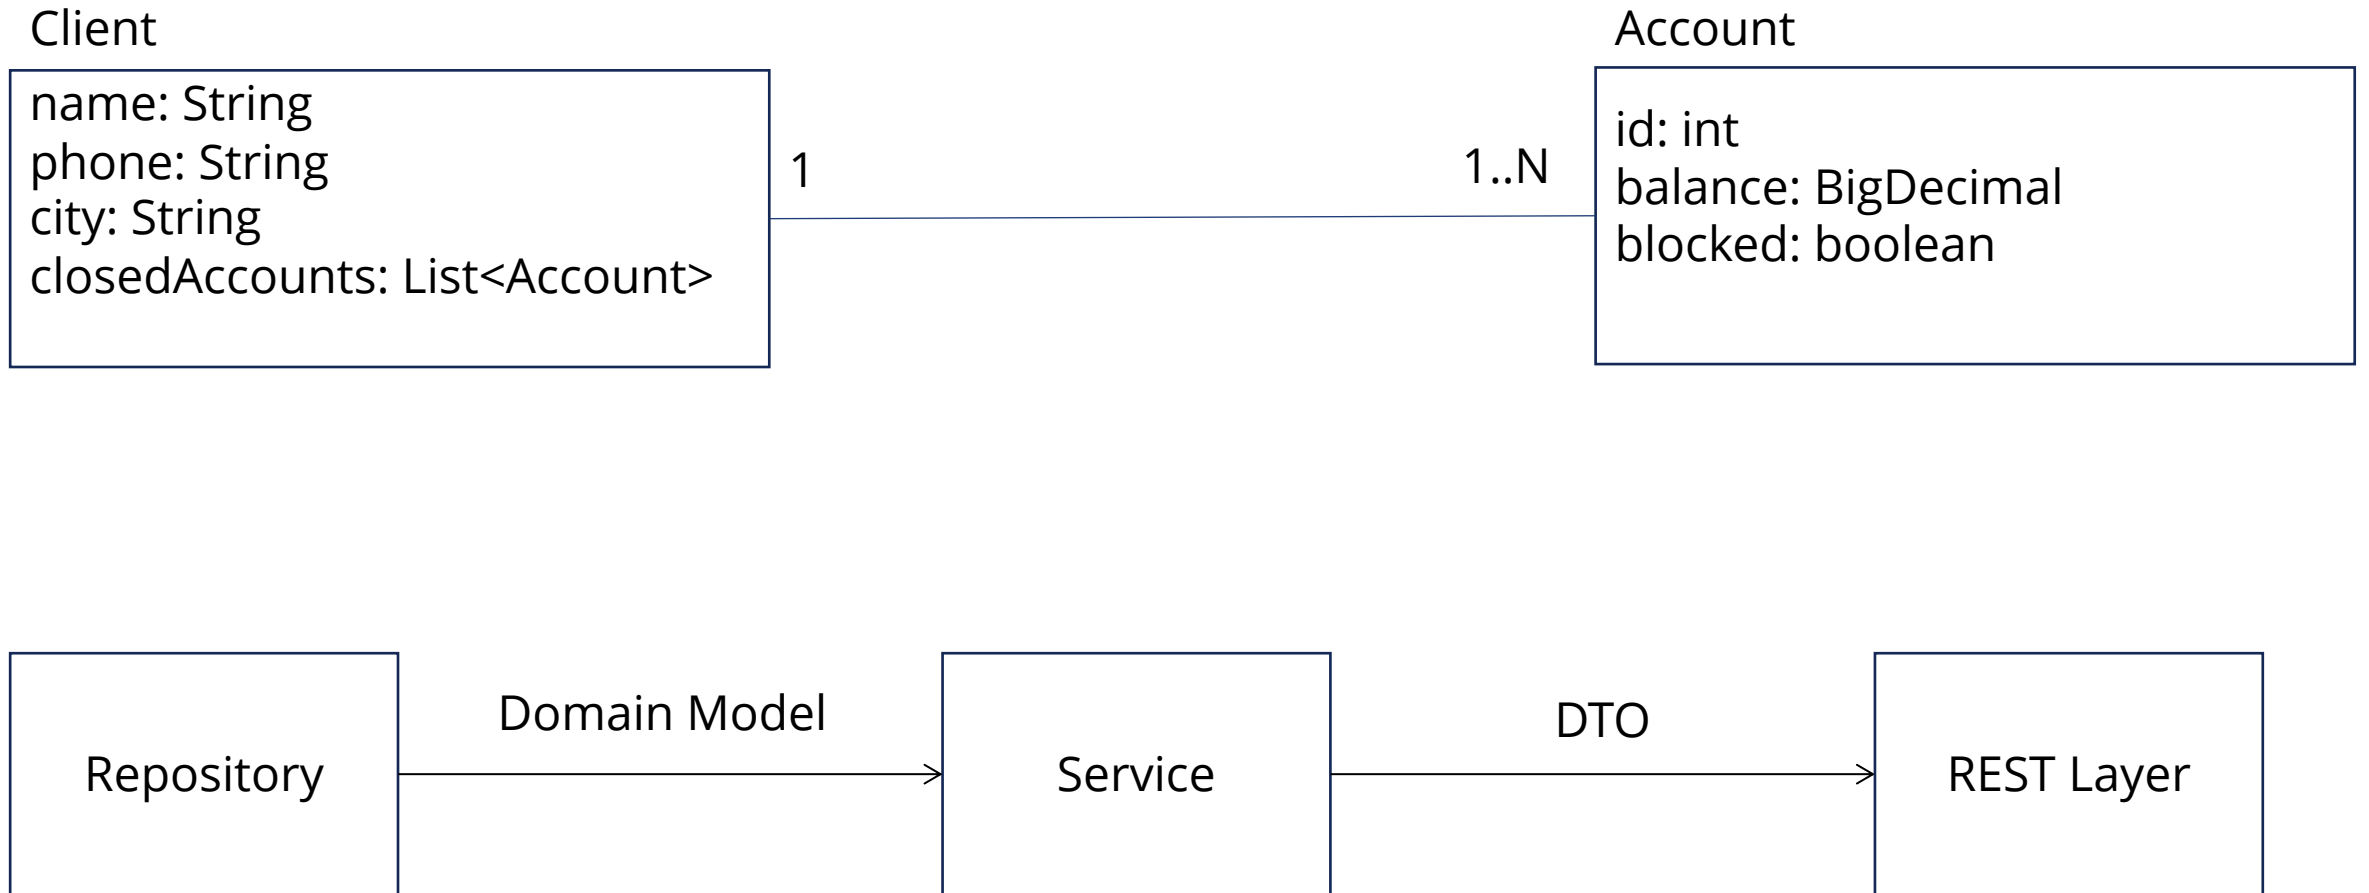 Client
name: String
phone: String
city: String
closedAccounts: List<Account>
1
1..N
Account
id: int
balance: BigDecimal
blocked: boolean
Repository
Domain Model
Service
DTO
REST Layer